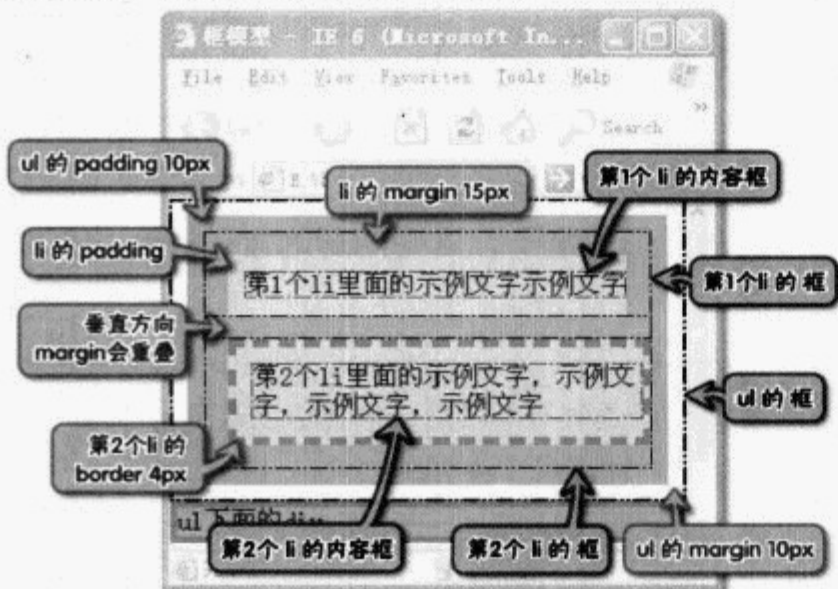 框模型 - IE 6 (Microsoft In...
File Edit View Favorites Tools Help
Search
ul 的 padding 10px
li 的 margin 15px
第1个 li 的内容框
li 的 padding
第1个li里面的示例文字示例文字
第1个li 的 框
垂直方向
margin会重叠
第2个li里面的示例文字，示例文
字，示例文字，示例文字
ul 的 框
第2个li 的
border 4px
ul下面的
第2个 li 的内容框
第2个 li 的 框
ul 的 margin 10px